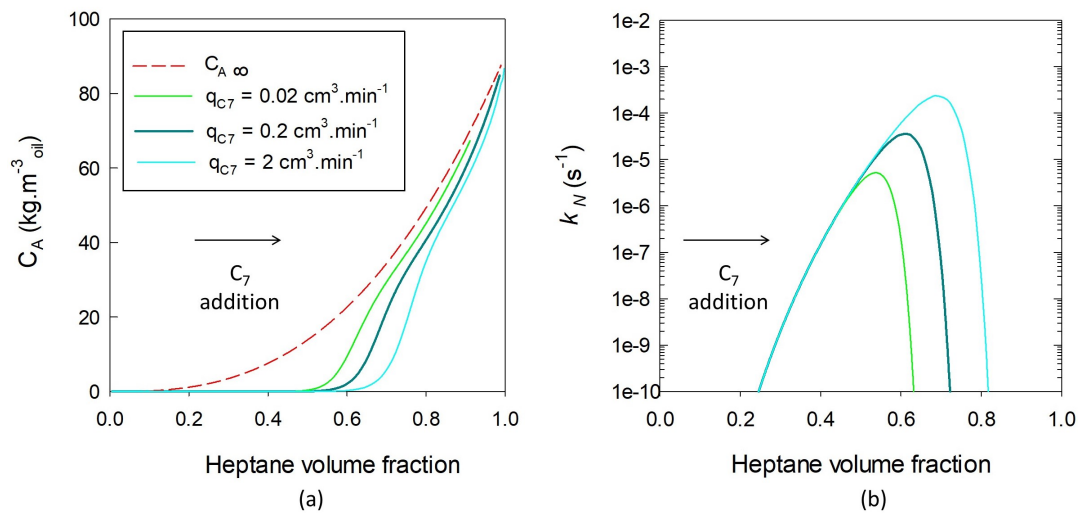 100
80
60
40
20
0
C_A (kg.m⁻³_oil)
C_A ∞
q_C7 = 0.02 cm³.min⁻¹
q_C7 = 0.2 cm³.min⁻¹
q_C7 = 2 cm³.min⁻¹
C₇
addition
0.0 0.2 0.4 0.6 0.8 1.0
Heptane volume fraction
(a)
1e-2
1e-3
1e-4
1e-5
1e-6
1e-7
1e-8
1e-9
1e-10
k_N (s⁻¹)
C₇
addition
0.0 0.2 0.4 0.6 0.8 1.0
Heptane volume fraction
(b)